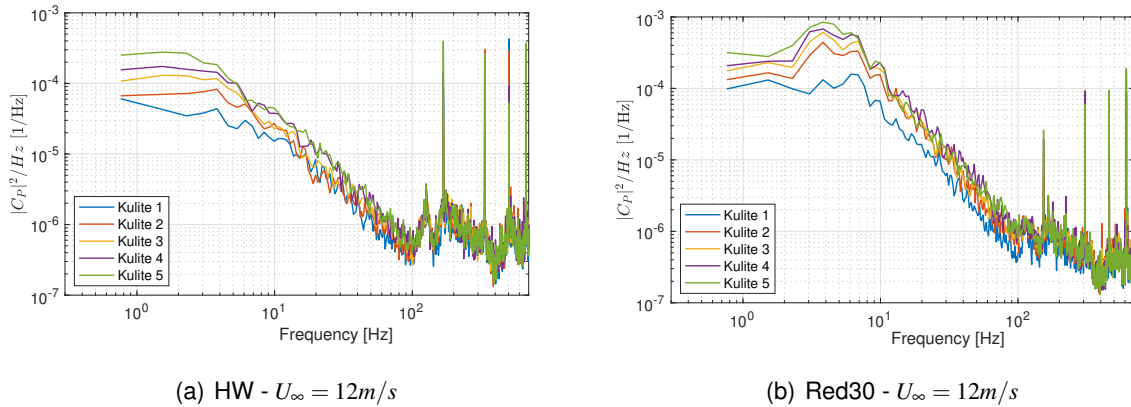 10^-3
10^-4
10^-5
10^-6
10^-7
|C_P|^2/Hz [1/Hz]
Kulite 1
Kulite 2
Kulite 3
Kulite 4
Kulite 5
10^0 10^1 10^2
Frequency [Hz]
(a) HW - U_∞ = 12m/s
10^-3
10^-4
10^-5
10^-6
10^-7
|C_P|^2/Hz [1/Hz]
Kulite 1
Kulite 2
Kulite 3
Kulite 4
Kulite 5
10^0 10^1 10^2
Frequency [Hz]
(b) Red30 - U_∞ = 12m/s